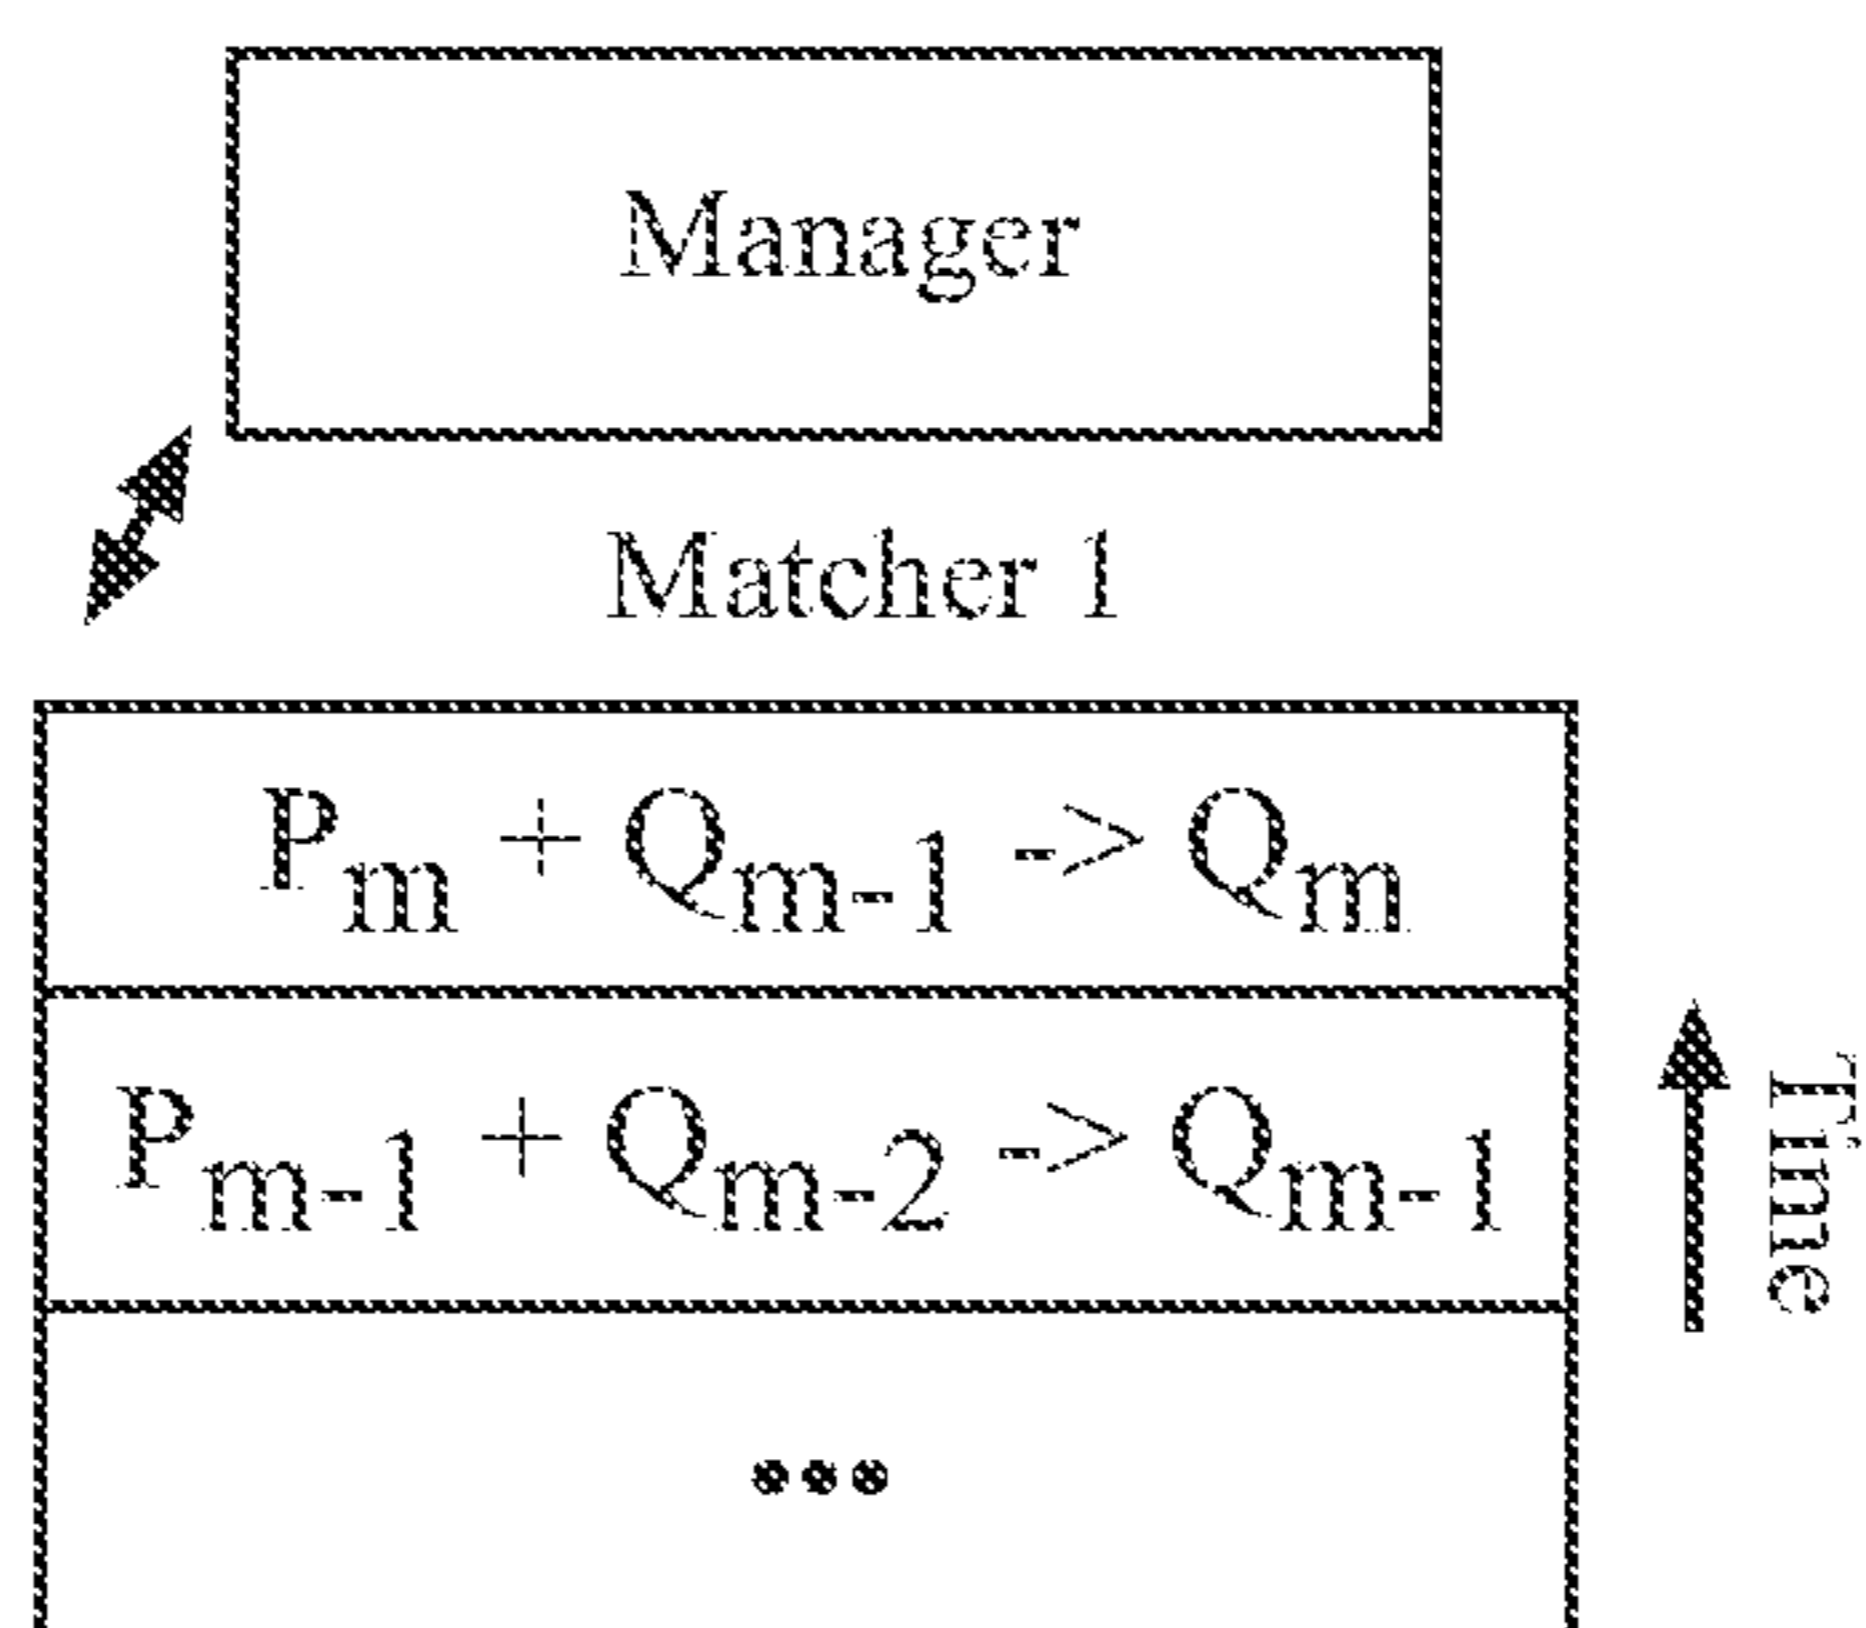 Manager
Matcher 1
Pm + Qm-1 -> Qm
Pm-1 + Qm-2 -> Qm-1
Time
•••